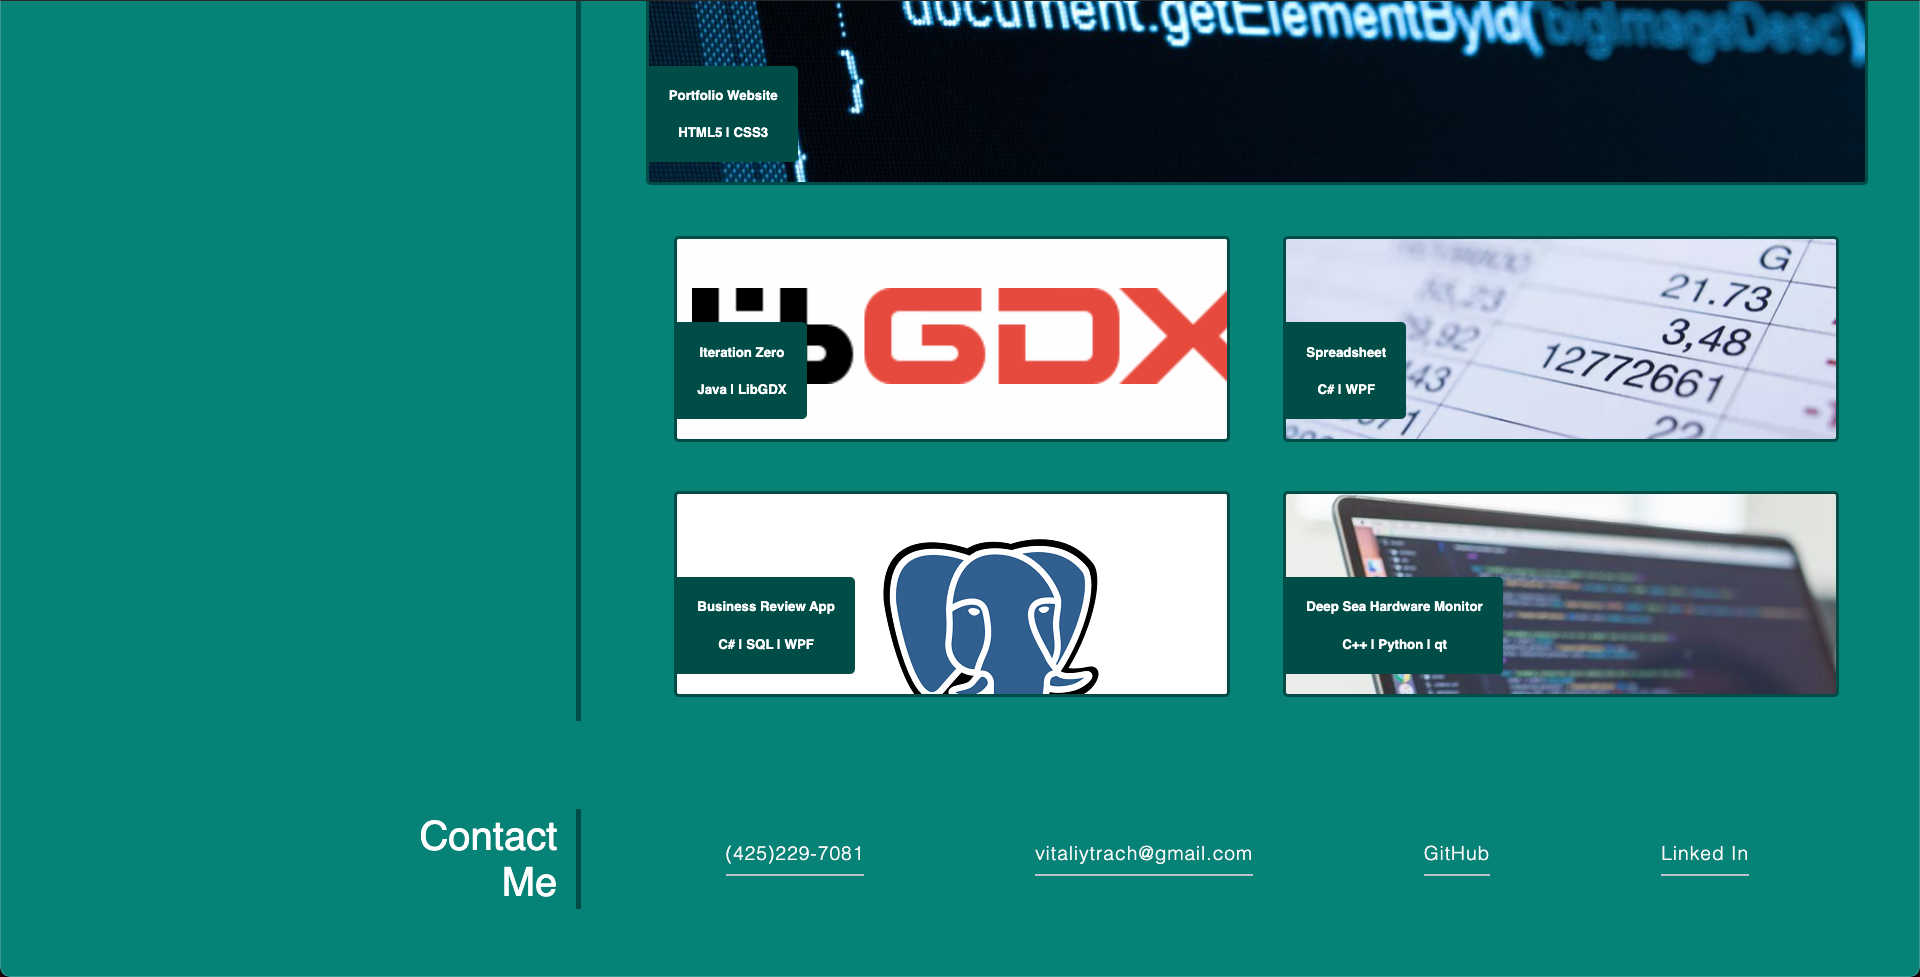 document.getElementById(bigImageDesc)
}
}
Portfolio Website
HTML5 | CSS3
GDX
Iteration Zero
Java | LibGDX
G
21.73
3,48
12772661
22
Spreadsheet
C# | WPF
Business Review App
C# | SQL | WPF
Deep Sea Hardware Monitor
C++ | Python | qt
Contact
Me
(425)229-7081
vitaliytrach@gmail.com
GitHub
Linked In